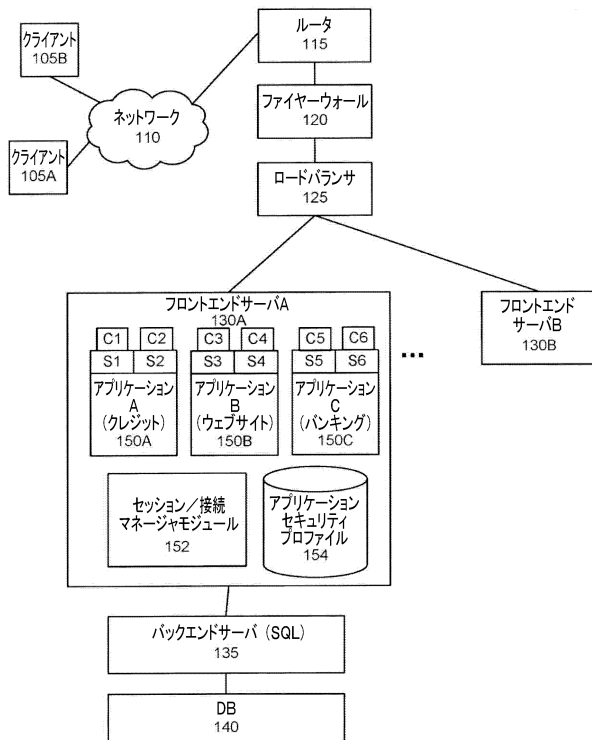 クライアント
105B
クライアント
105A
ネットワーク
110
ルータ
115
ファイヤーウォール
120
ロードバランサ
125
フロントエンドサーバA
130A
C1 C2 C3 C4 C5 C6
S1 S2 S3 S4 S5 S6
アプリケーション
A
(クレジット)
150A
アプリケーション
B
(ウェブサイト)
150B
アプリケーション
C
(バンキング)
150C
セッション/接続
マネージャモジュール
152
アプリケーション
セキュリティ
プロファイル
154
...
フロントエンド
サーバB
130B
バックエンドサーバ(SQL)
135
DB
140